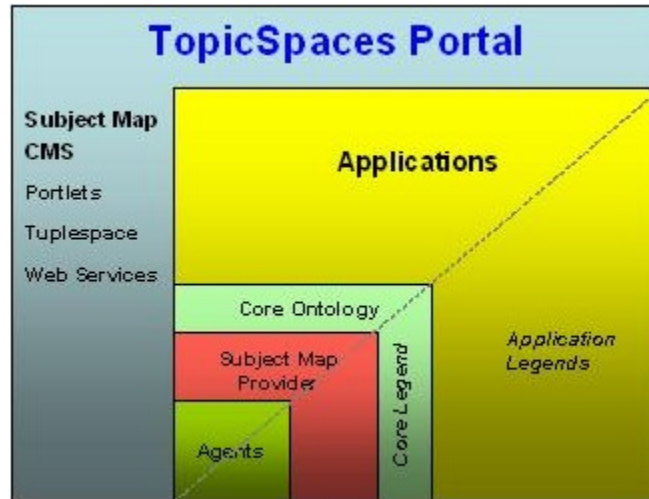 TopicSpaces Portal
Subject Map
CMS
Portlets
Tuplespace
Web Services
Applications
Core Ontology
Subject Map
Provider
Agents
Core Legend
Application
Legends